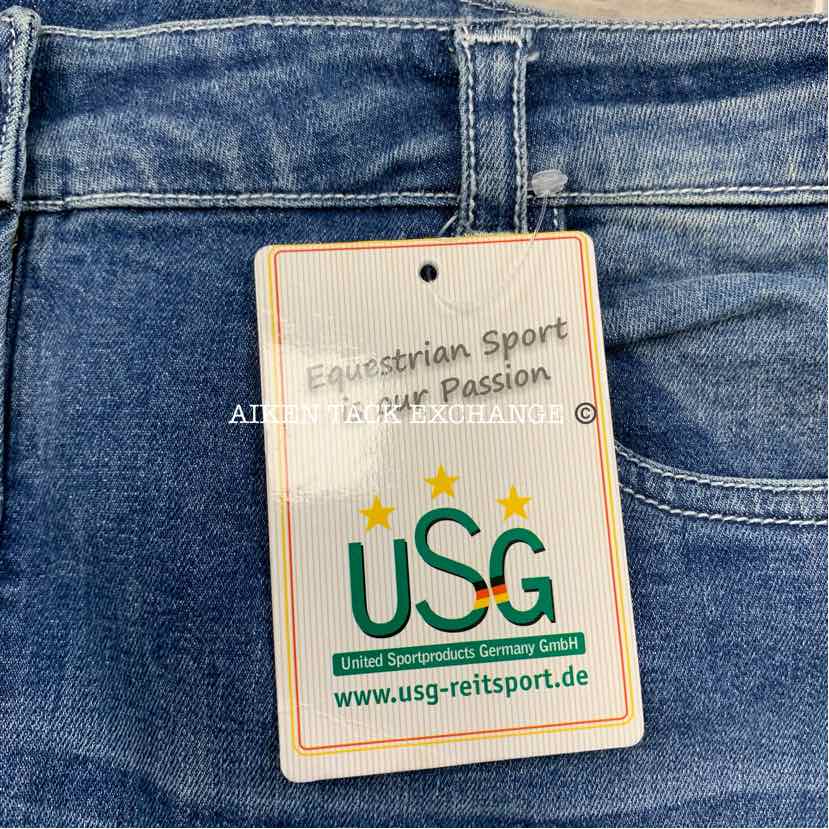 Equestrian Sport
is our Passion
AIKEN TACK EXCHANGE ©
USG
United Sportproducts Germany GmbH
www.usg-reitsport.de